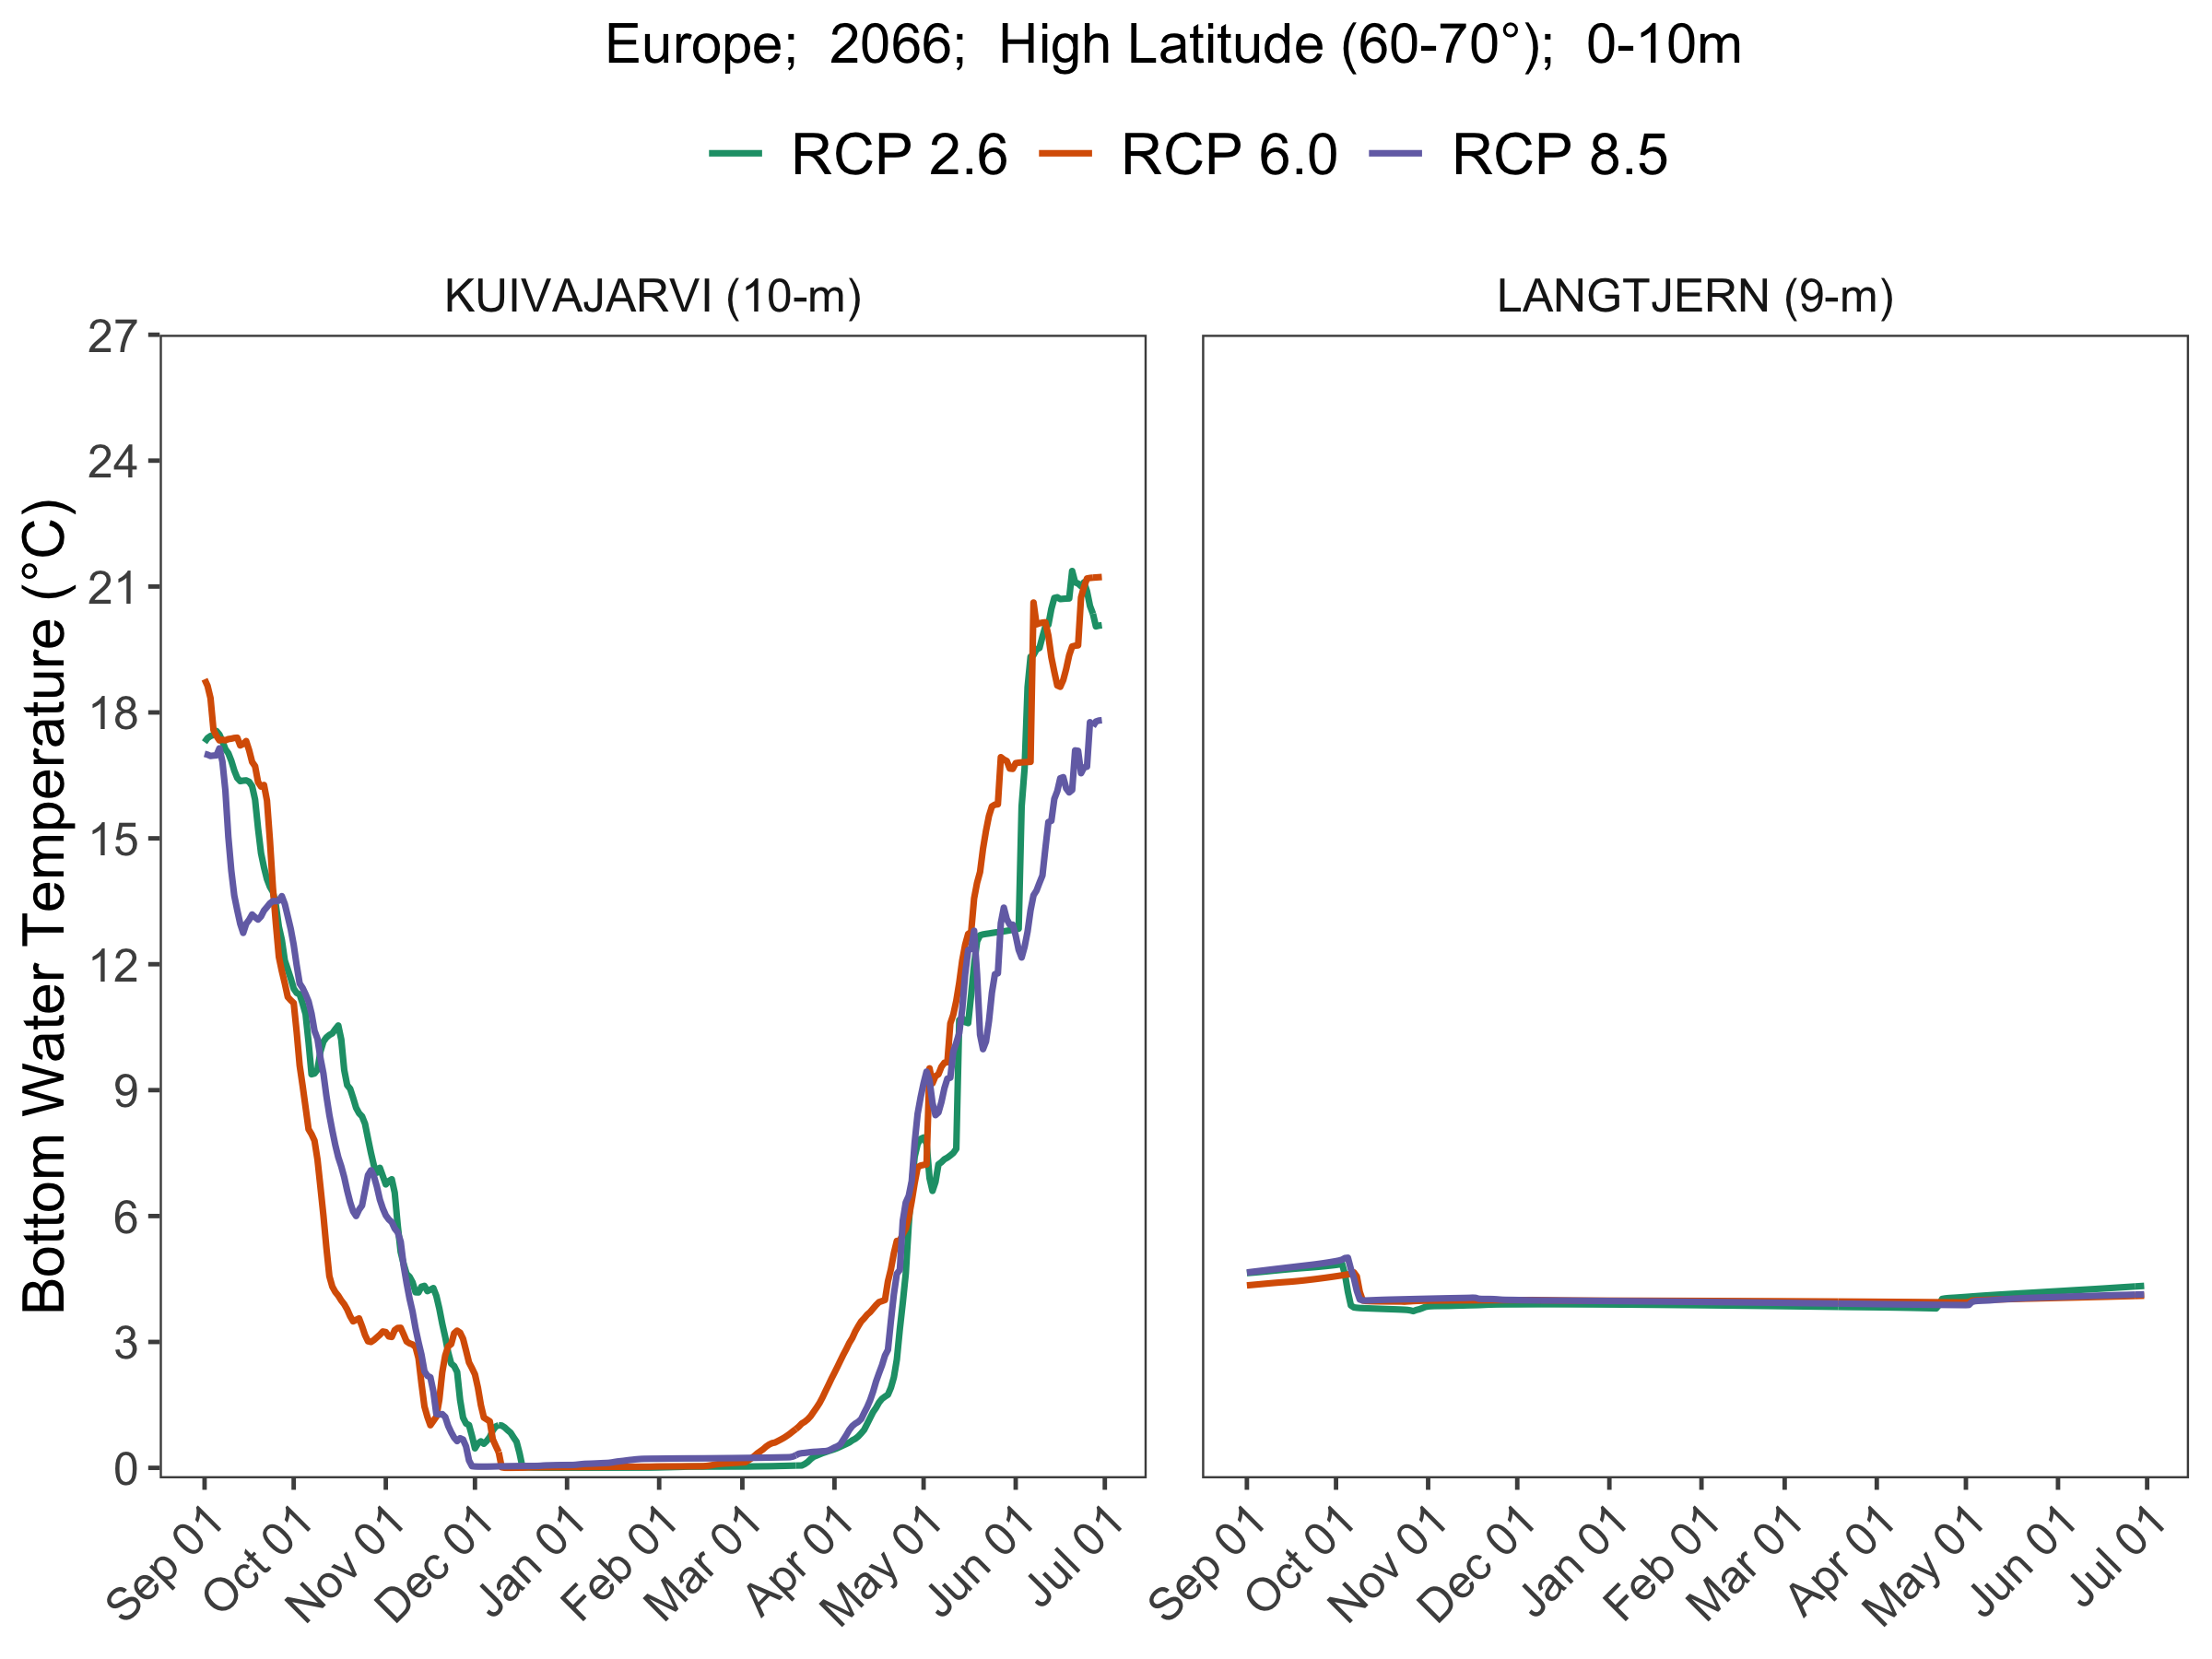 Europe; 2066; High Latitude (60-70°); 0-10m
RCP 2.6 RCP 6.0 RCP 8.5
KUIVAJARVI (10-m)
LANGTJERN (9-m)
Bottom Water Temperature (°C)
27
24
21
18
15
12
9
6
3
0
Sep 01 Oct 01 Nov 01 Dec 01 Jan 01 Feb 01 Mar 01 Apr 01 May 01 Jun 01 Jul 01
Sep 01 Oct 01 Nov 01 Dec 01 Jan 01 Feb 01 Mar 01 Apr 01 May 01 Jun 01 Jul 01